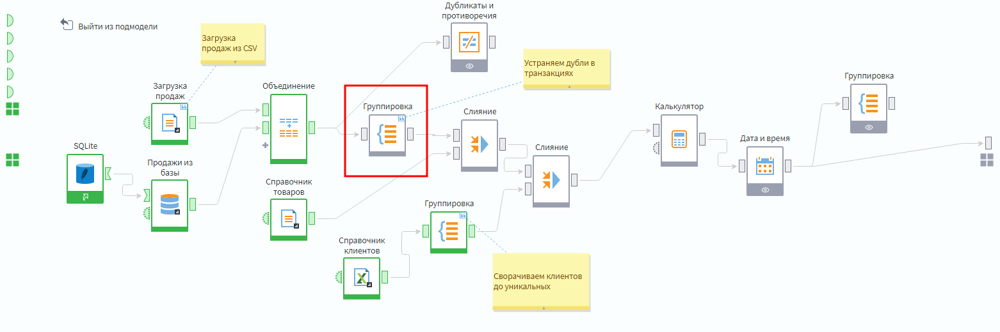 Дубликаты и
противоречия
Выйти из подмодели
Загрузка
продаж из CSV
Устраняем дубли в
транзакциях
Загрузка
продаж
Объединение
Группировка
Слияние
Калькулятор
Группировка
SQLite
Продажи из
базы
Слияние
Дата и время
Справочник
товаров
Группировка
Справочник
клиентов
Сворачиваем клиентов
до уникальных